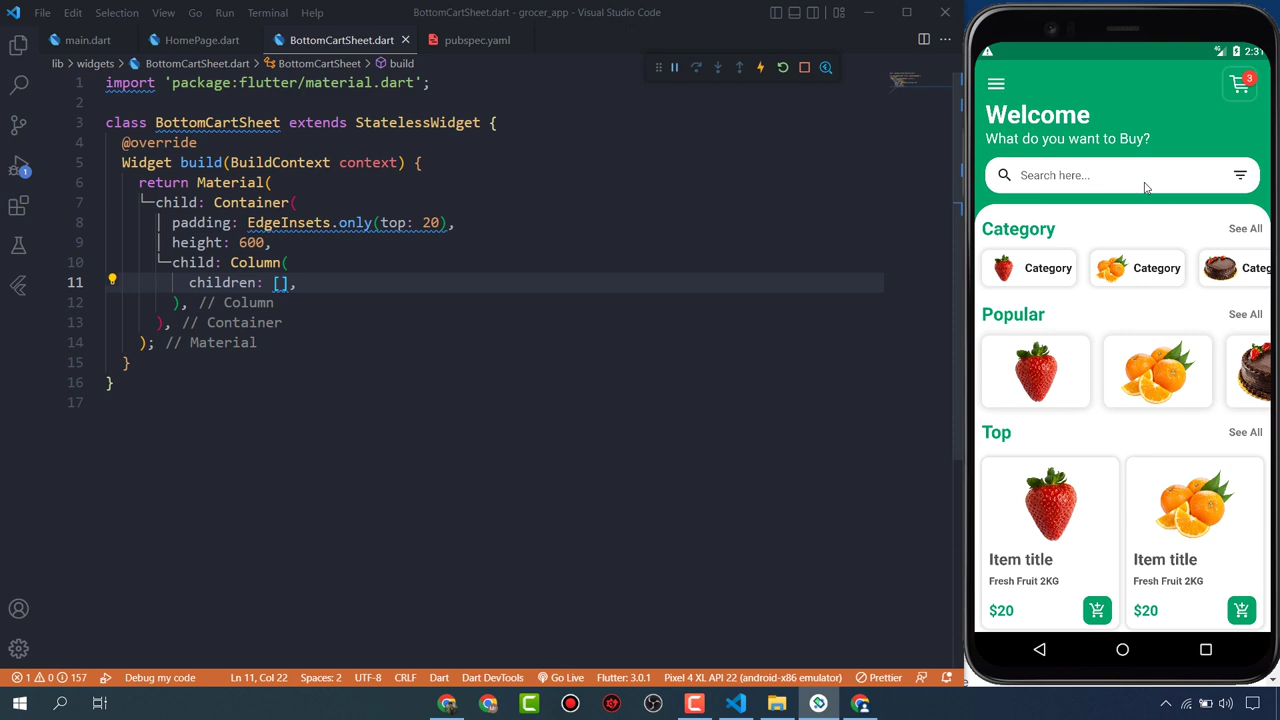 File Edit Selection View Go Run Terminal Help BottomCartSheet.dart - grocer_app - Visual Studio Code
main.dart HomePage.dart BottomCartSheet.dart pubspec.yaml
lib > widgets > BottomCartSheet.dart > BottomCartSheet > build
1 import 'package:flutter/material.dart';
2
3 class BottomCartSheet extends StatelessWidget {
4 @override
5 Widget build(BuildContext context) {
6 return Material(
7 child: Container(
8 padding: EdgeInsets.only(top: 20),
9 height: 600,
10 child: Column(
11 children: [],
12 ), // Column
13 ), // Container
14 ); // Material
15 }
16 }
17
1
1 0 157 Debug my code Ln 11, Col 22 Spaces: 2 UTF-8 CRLF Dart Dart DevTools Go Live Flutter: 3.0.1 Pixel 4 XL API 22 (android-x86 emulator) Prettier
3
Welcome
What do you want to Buy?
Search here...
Category See All
Category Category
Popular See All
Top See All
Item title Item title
Fresh Fruit 2KG Fresh Fruit 2KG
$20 $20